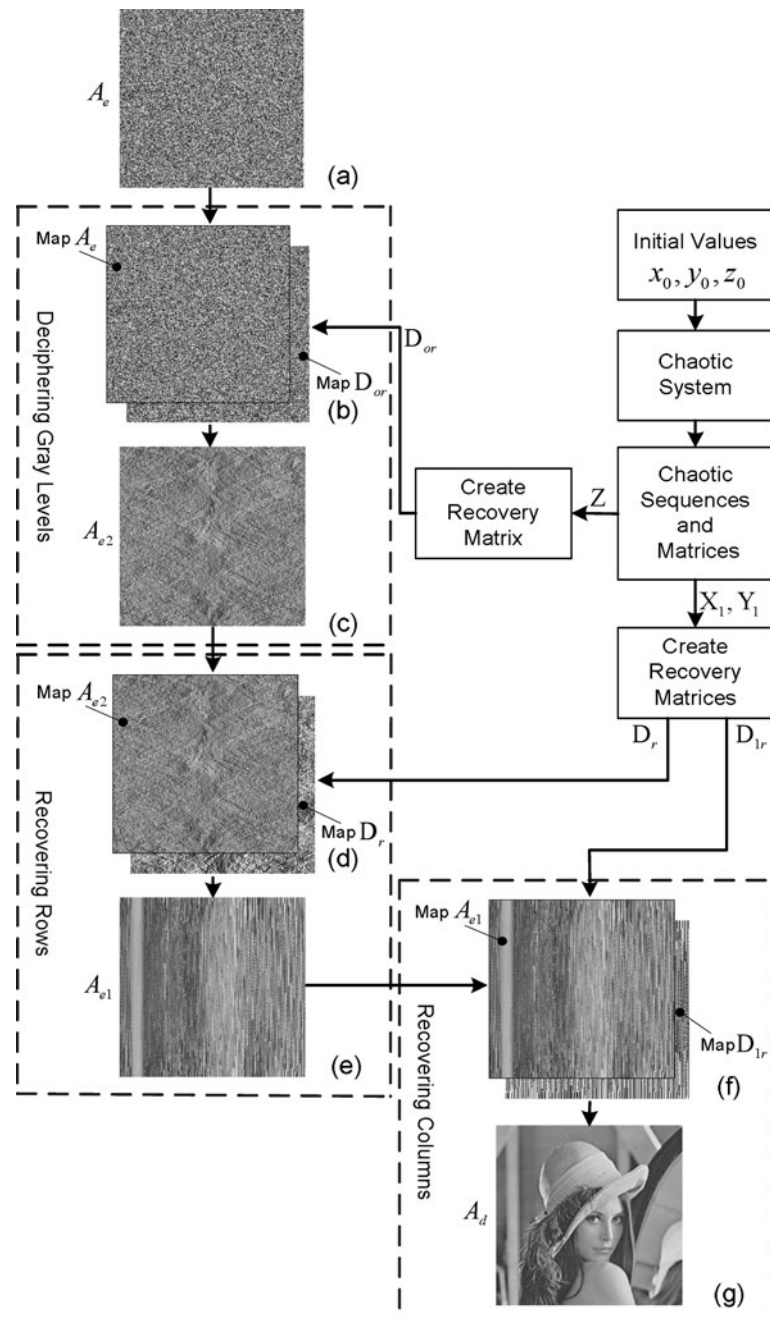 A_e
(a)
Map A_e
Map D_or
(b)
Deciphering Gray Levels
A_e2
(c)
Initial Values
x_0, y_0, z_0
Chaotic
System
Chaotic
Sequences
and
Matrices
Z
Create
Recovery
Matrix
D_or
X_1, Y_1
Create
Recovery
Matrices
D_r
D_1r
Map A_e2
Map D_r
(d)
Recovering Rows
A_e1
(e)
Map A_e1
Map D_1r
(f)
Recovering Columns
A_d
(g)